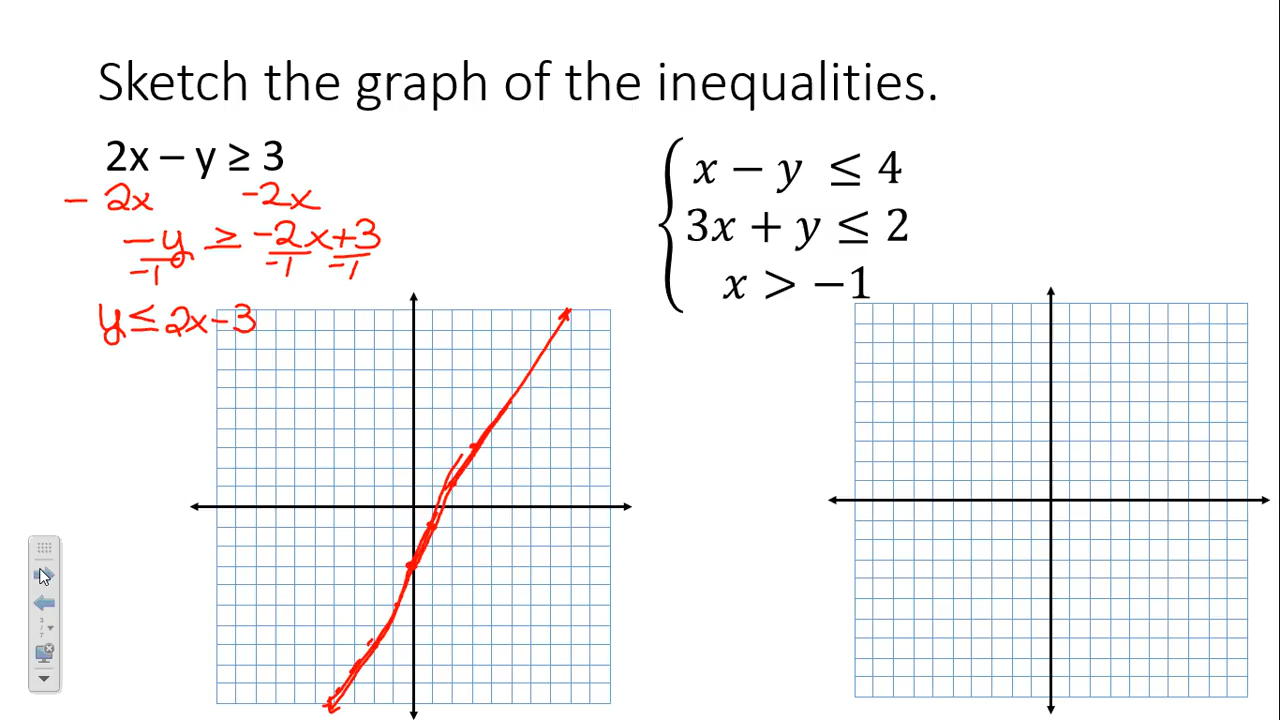 Sketch the graph of the inequalities.
2x – y ≥ 3
- 2x -2x
-y ≥ -2x+3
-1 -1 -1
y ≤ 2x-3
x − y ≤ 4
3x + y ≤ 2
x > −1